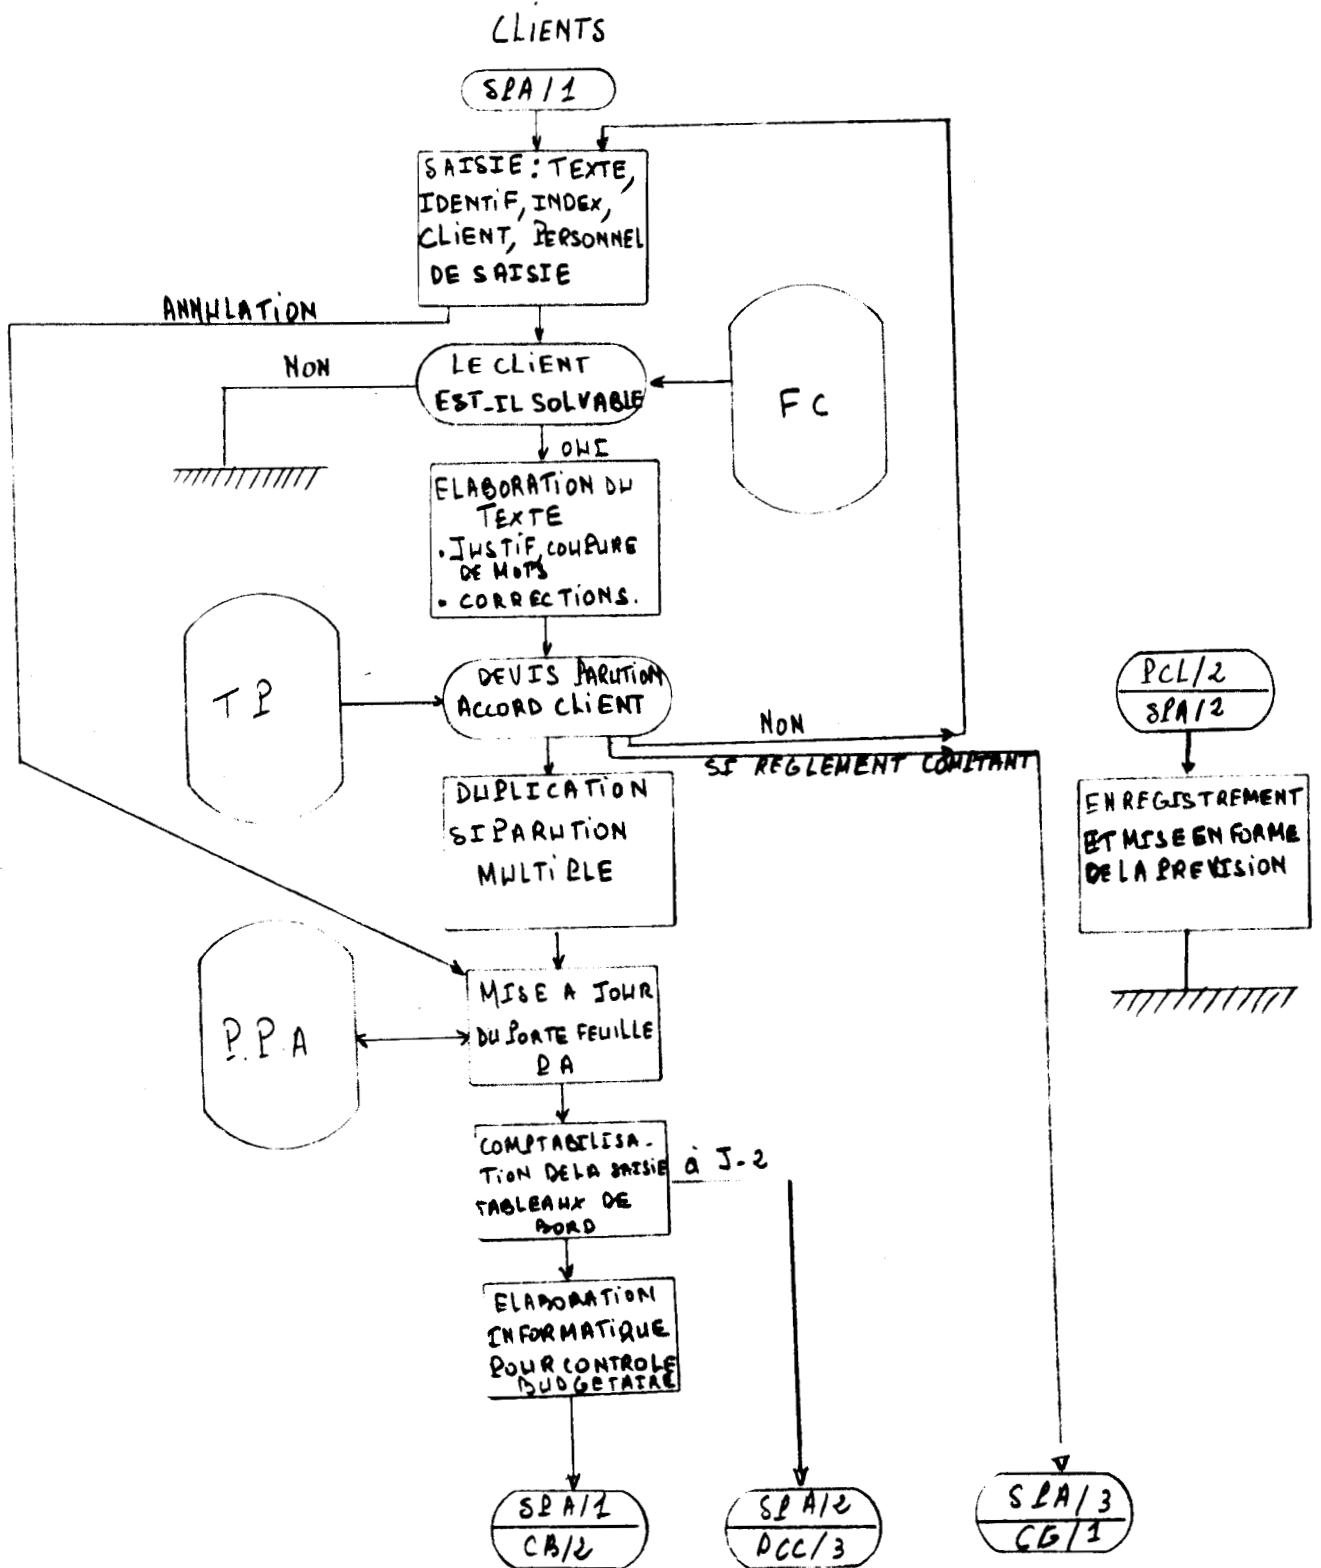 CLIENTS
SPA/1
SAISIE: TEXTE,
IDENTIF, INDEX,
CLIENT, PERSONNEL
DE SAISIE
ANNULATION
NON
LE CLIENT
EST-IL SOLVABLE
FC
OUI
ELABORATION DU
TEXTE
. JUSTIF, COUPURE
DE MOTS
. CORRECTIONS.
TP
DEVIS PARUTION
ACCORD CLIENT
NON
SI REGLEMENT COMPTANT
PCL/2
SPA/2
DUPLICATION
SI PARUTION
MULTIPLE
ENREGISTREMENT
ET MISE EN FORME
DE LA PREVISION
P.P.A
MISE A JOUR
DU PORTE FEUILLE
PA
COMPTABILISA-
TION DE LA SAISIE
TABLEAUX DE
BORD
à J-2
ELABORATION
INFORMATIQUE
POUR CONTROLE
BUDGETAIRE
SPA/1
CB/2
SPA/2
PCC/3
SPA/3
CG/1